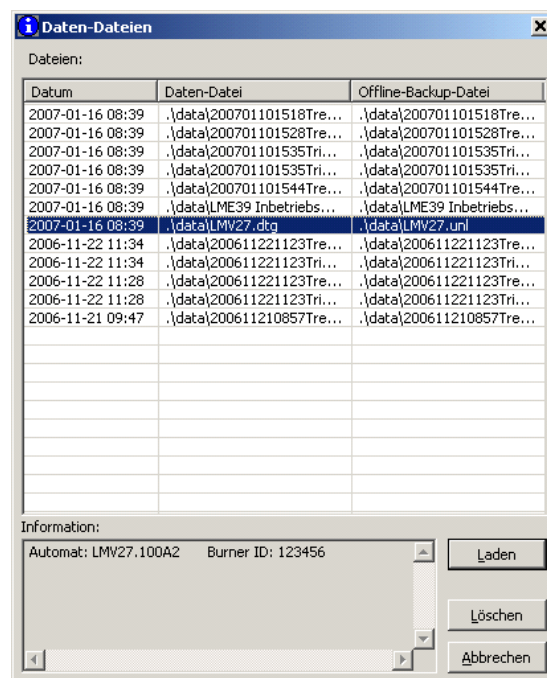 Daten-Dateien
Dateien:
Datum Daten-Datei Offline-Backup-Datei
2007-01-16 08:39 .\data\200701101518Tre... .\data\200701101518Tre...
2007-01-16 08:39 .\data\200701101528Tre... .\data\200701101528Tre...
2007-01-16 08:39 .\data\200701101535Tri... .\data\200701101535Tri...
2007-01-16 08:39 .\data\200701101535Tri... .\data\200701101535Tri...
2007-01-16 08:39 .\data\200701101544Tre... .\data\200701101544Tre...
2007-01-16 08:39 .\data\LME39 Inbetriebs... .\data\LME39 Inbetriebs...
2007-01-16 08:39 .\data\LMV27.dtg .\data\LMV27.unl
2006-11-22 11:34 .\data\200611221123Tre... .\data\200611221123Tre...
2006-11-22 11:34 .\data\200611221123Tri... .\data\200611221123Tri...
2006-11-22 11:28 .\data\200611221123Tre... .\data\200611221123Tre...
2006-11-22 11:28 .\data\200611221123Tri... .\data\200611221123Tri...
2006-11-21 09:47 .\data\200611210857Tre... .\data\200611210857Tre...
Information:
Automat: LMV27.100A2 Burner ID: 123456
Laden
Löschen
Abbrechen